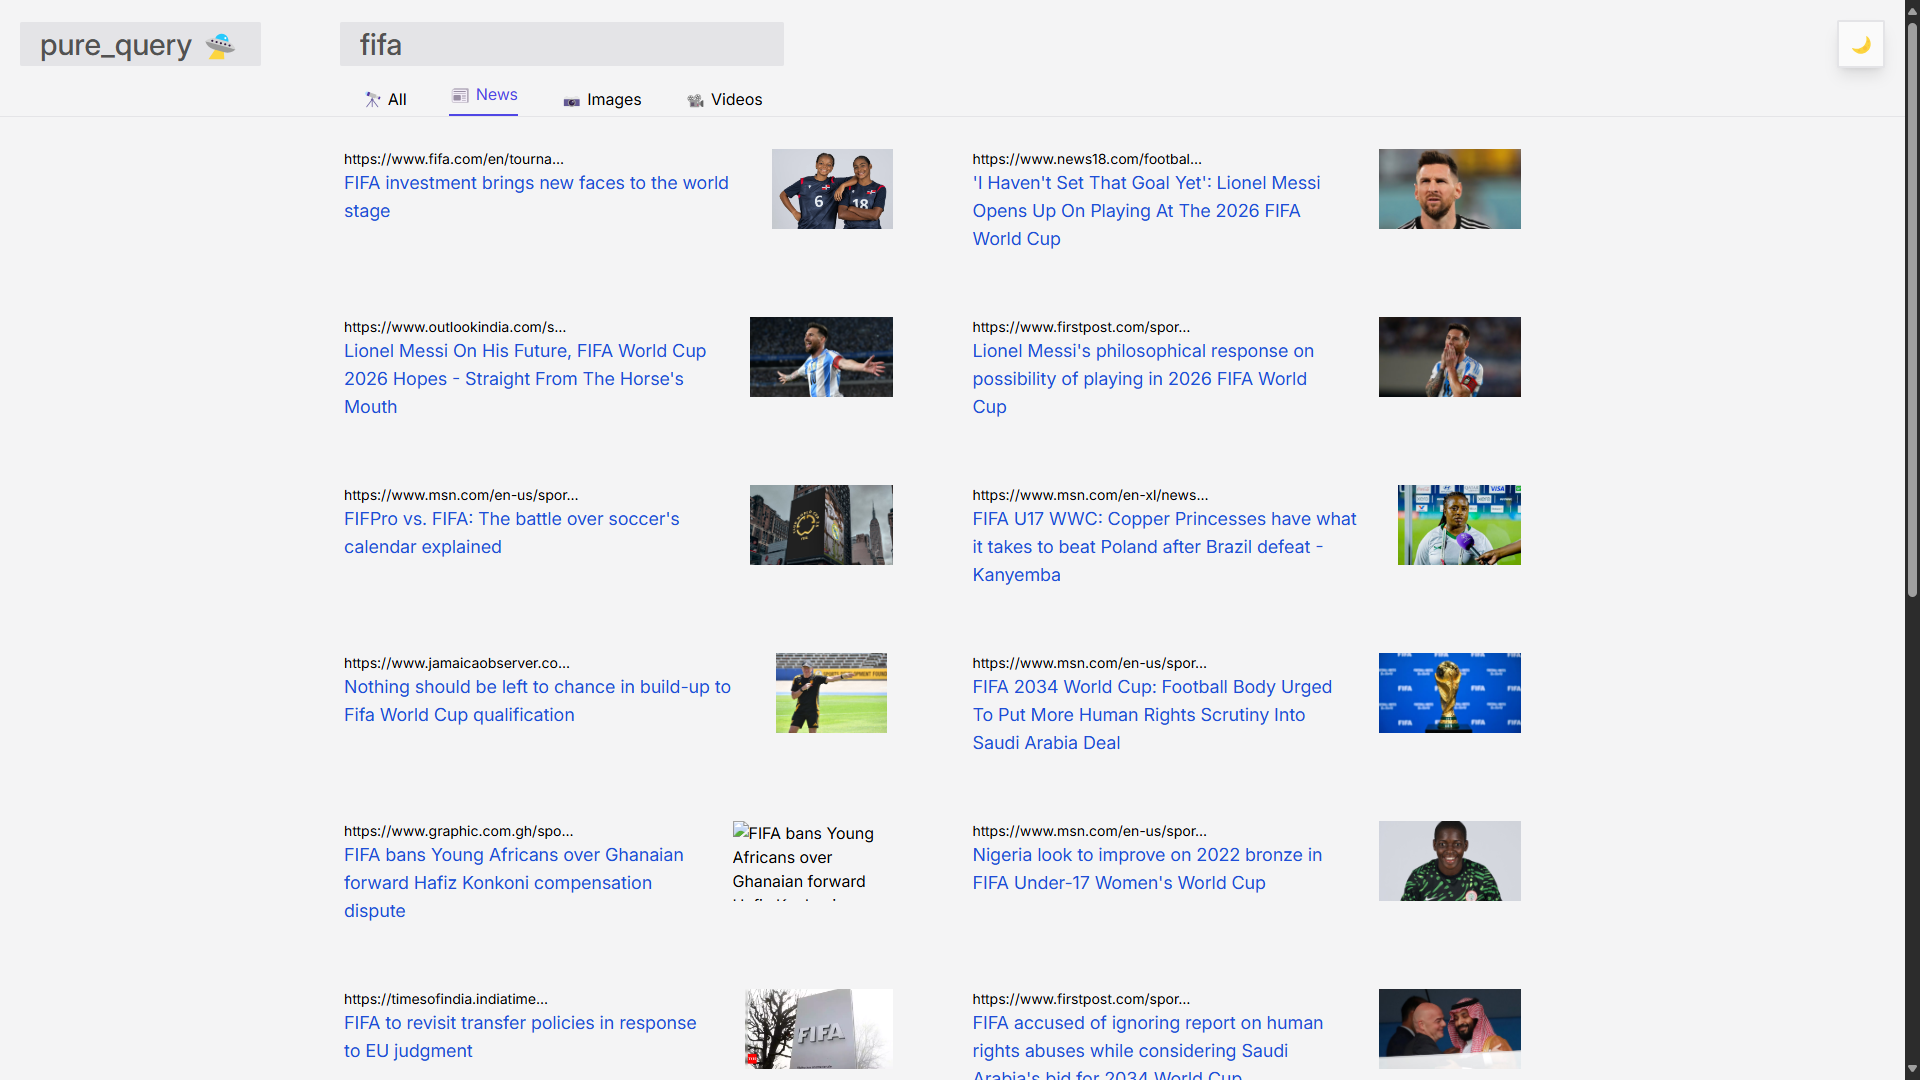 pure_query
fifa
All
News
Images
Videos
https://www.fifa.com/en/tourna...
FIFA investment brings new faces to the world
stage
6
18
https://www.news18.com/footbal...
'I Haven't Set That Goal Yet': Lionel Messi
Opens Up On Playing At The 2026 FIFA
World Cup
https://www.outlookindia.com/s...
Lionel Messi On His Future, FIFA World Cup
2026 Hopes - Straight From The Horse's
Mouth
https://www.firstpost.com/spor...
Lionel Messi's philosophical response on
possibility of playing in 2026 FIFA World
Cup
https://www.msn.com/en-us/spor...
FIFPro vs. FIFA: The battle over soccer's
calendar explained
https://www.msn.com/en-xl/news...
FIFA U17 WWC: Copper Princesses have what
it takes to beat Poland after Brazil defeat -
Kanyemba
VISA
https://www.jamaicaobserver.co...
Nothing should be left to chance in build-up to
Fifa World Cup qualification
https://www.msn.com/en-us/spor...
FIFA 2034 World Cup: Football Body Urged
To Put More Human Rights Scrutiny Into
Saudi Arabia Deal
FIFA
https://www.graphic.com.gh/spo...
FIFA bans Young Africans over Ghanaian
forward Hafiz Konkoni compensation
dispute
FIFA bans Young
Africans over
Ghanaian forward
https://www.msn.com/en-us/spor...
Nigeria look to improve on 2022 bronze in
FIFA Under-17 Women's World Cup
https://timesofindia.indiatime...
FIFA to revisit transfer policies in response
to EU judgment
FIFA
https://www.firstpost.com/spor...
FIFA accused of ignoring report on human
rights abuses while considering Saudi
Arabia's bid for 2034 World Cup